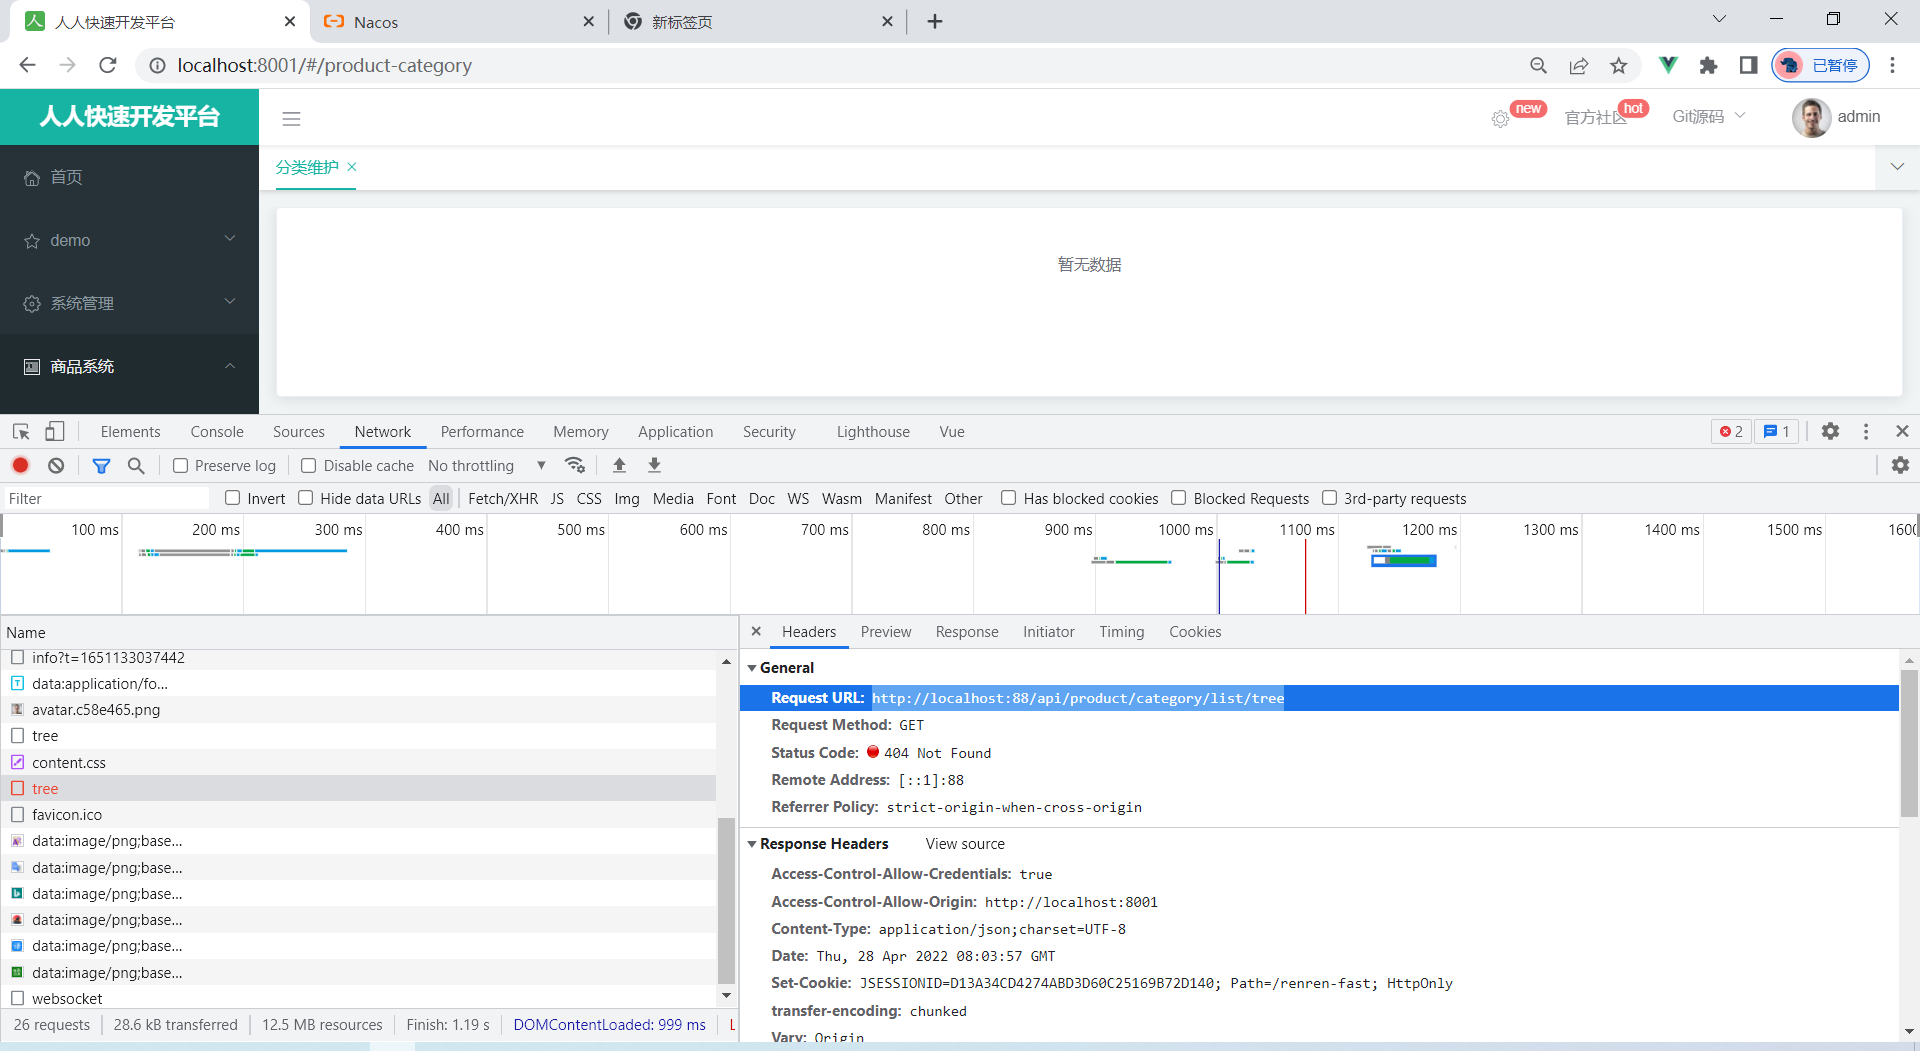 人人快速开发平台
Nacos
新标签页
localhost:8001/#/product-category
已暂停
人人快速开发平台
new
官方社区
hot
Git源码
admin
首页
分类维护
demo
暂无数据
系统管理
商品系统
Elements Console Sources Network Performance Memory Application Security Lighthouse Vue 2 1
Preserve log Disable cache No throttling
Filter Invert Hide data URLs All Fetch/XHR JS CSS Img Media Font Doc WS Wasm Manifest Other Has blocked cookies Blocked Requests 3rd-party requests
100 ms 200 ms 300 ms 400 ms 500 ms 600 ms 700 ms 800 ms 900 ms 1000 ms 1100 ms 1200 ms 1300 ms 1400 ms 1500 ms 1600
Name
info?t=1651133037442
data:application/fo...
avatar.c58e465.png
tree
content.css
tree
favicon.ico
data:image/png;base...
data:image/png;base...
data:image/png;base...
data:image/png;base...
data:image/png;base...
data:image/png;base...
websocket
26 requests 28.6 kB transferred 12.5 MB resources Finish: 1.19 s DOMContentLoaded: 999 ms L
Headers Preview Response Initiator Timing Cookies
General
Request URL: http://localhost:88/api/product/category/list/tree
Request Method: GET
Status Code: 404 Not Found
Remote Address: [::1]:88
Referrer Policy: strict-origin-when-cross-origin
Response Headers View source
Access-Control-Allow-Credentials: true
Access-Control-Allow-Origin: http://localhost:8001
Content-Type: application/json;charset=UTF-8
Date: Thu, 28 Apr 2022 08:03:57 GMT
Set-Cookie: JSESSIONID=D13A34CD4274ABD3D60C25169B72D140; Path=/renren-fast; HttpOnly
transfer-encoding: chunked
Vary: Origin